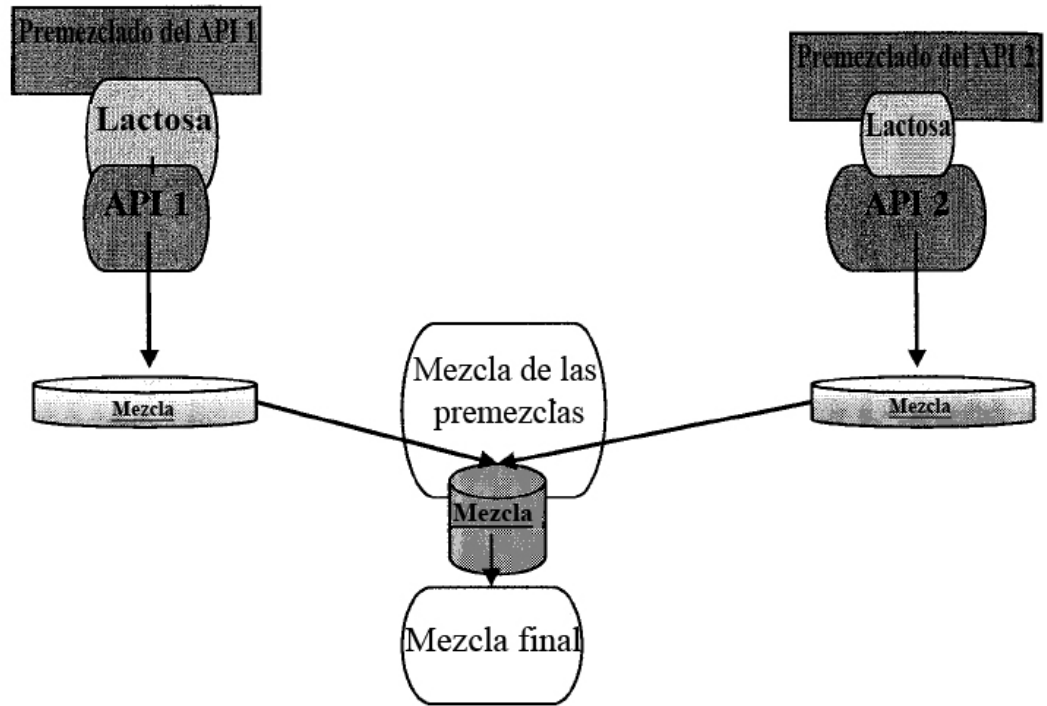 Premezclado del API 1
Lactosa
API 1
Mezcla
Premezclado del API 2
Lactosa
API 2
Mezcla
Mezcla de las
premezclas
Mezcla
Mezcla final